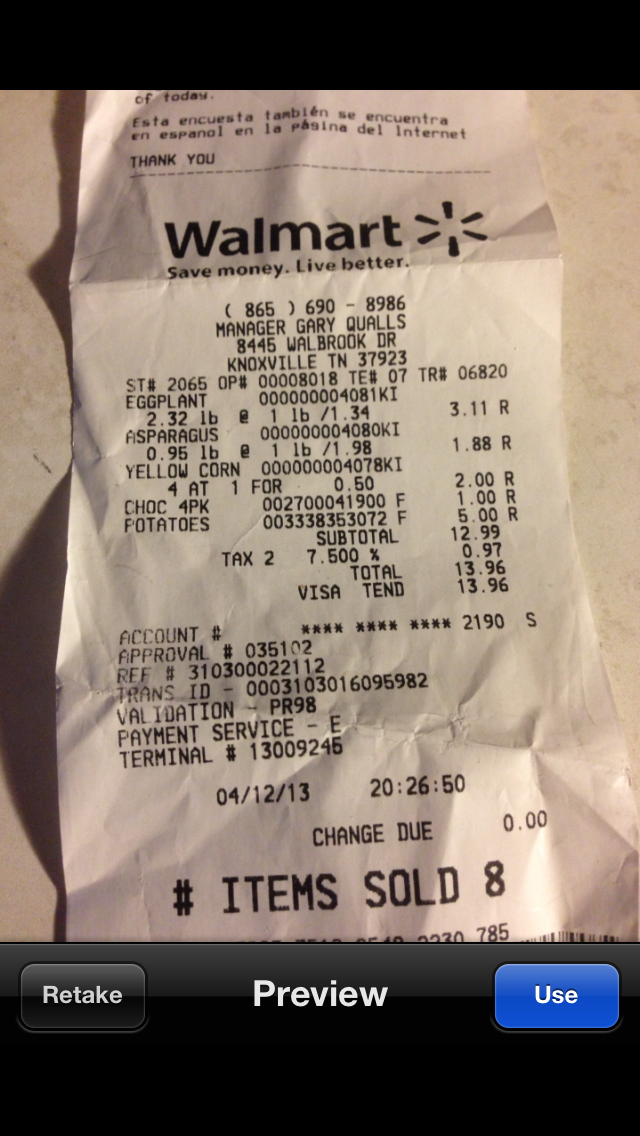 of today.
Esta encuesta también se encuentra
en espanol en la página del Internet
THANK YOU
Walmart
Save money. Live better.
( 865 ) 690 - 8986
MANAGER GARY QUALLS
8445 WALBROOK DR
KNOXVILLE TN 37923
ST# 2065 OP# 00008018 TE# 07 TR# 06820
EGGPLANT 000000004081KI
2.32 lb @ 1 lb /1.34 3.11 R
ASPARAGUS 000000004080KI
0.95 lb @ 1 lb /1.98 1.88 R
YELLOW CORN 000000004078KI
4 AT 1 FOR 0.50 2.00 R
CHOC 4PK 002700041900 F 1.00 R
POTATOES 003338353072 F 5.00 R
SUBTOTAL 12.99
TAX 2 7.500 % 0.97
TOTAL 13.96
VISA TEND 13.96
ACCOUNT # **** **** **** 2190 S
APPROVAL # 035102
REF # 310300022112
TRANS ID - 0003103016095982
VALIDATION - PR98
PAYMENT SERVICE - E
TERMINAL # 13009245
04/12/13 20:26:50
CHANGE DUE 0.00
# ITEMS SOLD 8
785
Retake Preview Use